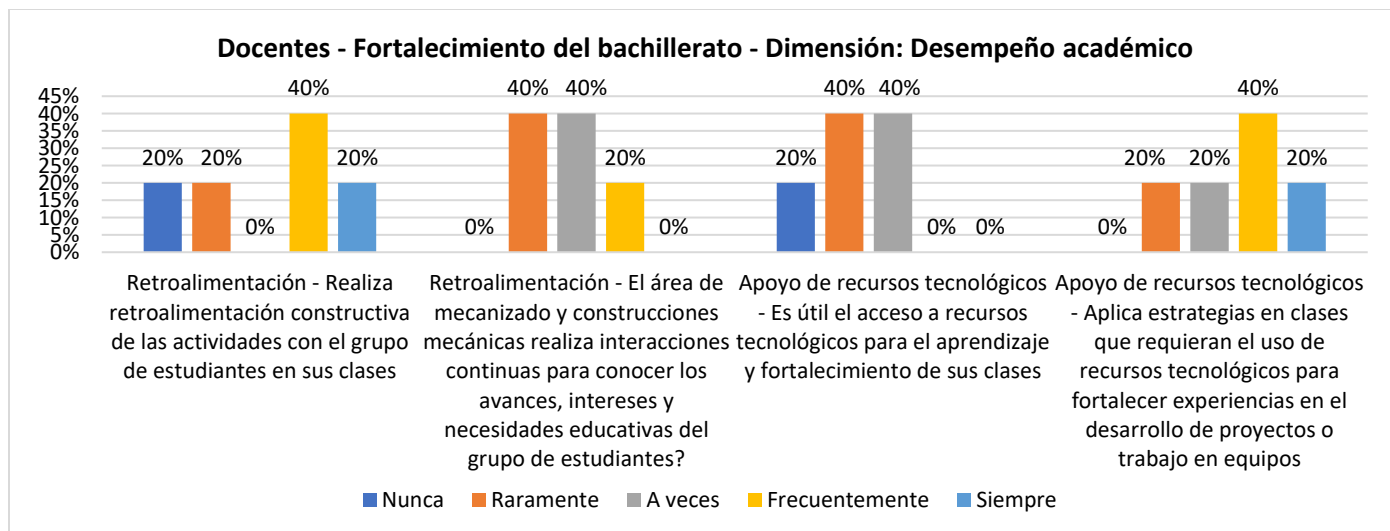 Docentes - Fortalecimiento del bachillerato - Dimensión: Desempeño académico
45%
40%
35%
30%
25%
20%
15%
10%
5%
0%
20% 20% 0% 40% 20%
0% 40% 40% 20% 0%
20% 40% 40% 0% 0%
0% 20% 20% 40% 20%
Retroalimentación - Realiza
retroalimentación constructiva
de las actividades con el grupo
de estudiantes en sus clases
Retroalimentación - El área de
mecanizado y construcciones
mecánicas realiza interacciones
continuas para conocer los
avances, intereses y
necesidades educativas del
grupo de estudiantes?
Apoyo de recursos tecnológicos
- Es útil el acceso a recursos
tecnológicos para el aprendizaje
y fortalecimiento de sus clases
Apoyo de recursos tecnológicos
- Aplica estrategias en clases
que requieran el uso de
recursos tecnológicos para
fortalecer experiencias en el
desarrollo de proyectos o
trabajo en equipos
Nunca Raramente A veces Frecuentemente Siempre